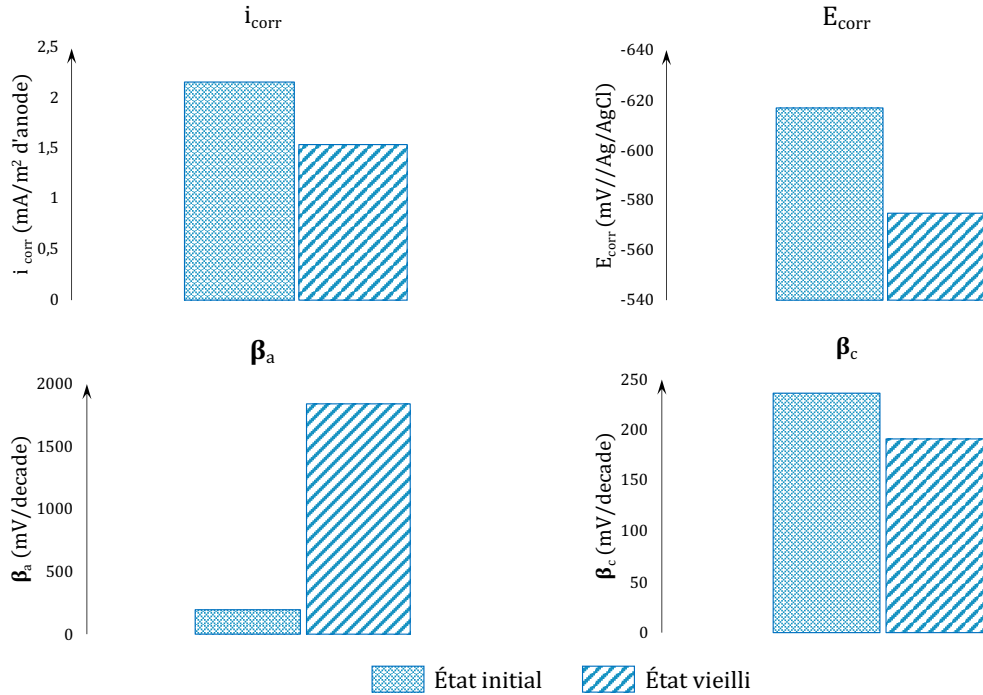 i corr
2,5
2
1,5
1
0,5
0
i corr (mA/m² d'anode)
E corr
-640
-620
-600
-580
-560
-540
E corr (mV//Ag/AgCl)
β a
2000
1500
1000
500
0
β a (mV/decade)
β c
250
200
150
100
50
0
β c (mV/decade)
État initial
État vieilli